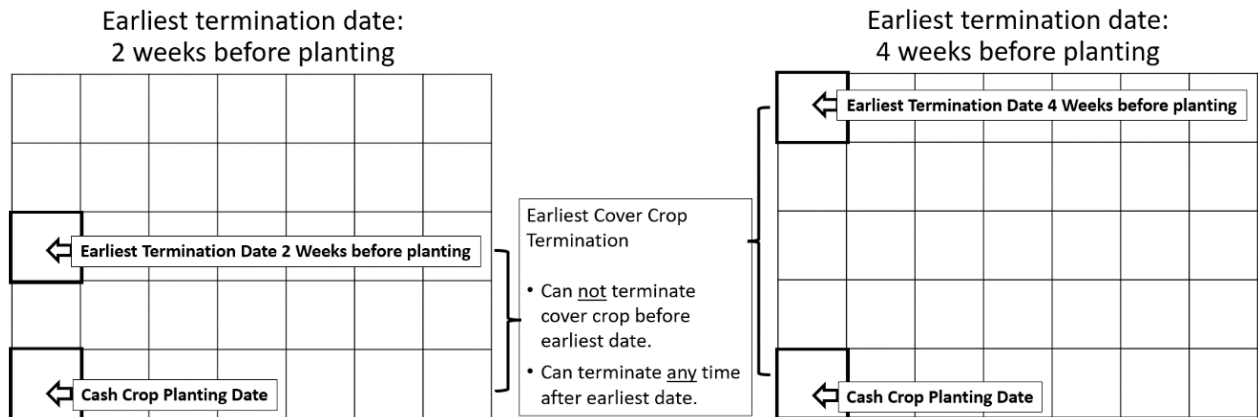 Earliest termination date:
2 weeks before planting
Earliest Termination Date 2 Weeks before planting
Cash Crop Planting Date
Earliest Cover Crop
Termination
• Can not terminate
cover crop before
earliest date.
• Can terminate any time
after earliest date.
Earliest termination date:
4 weeks before planting
Earliest Termination Date 4 Weeks before planting
Cash Crop Planting Date